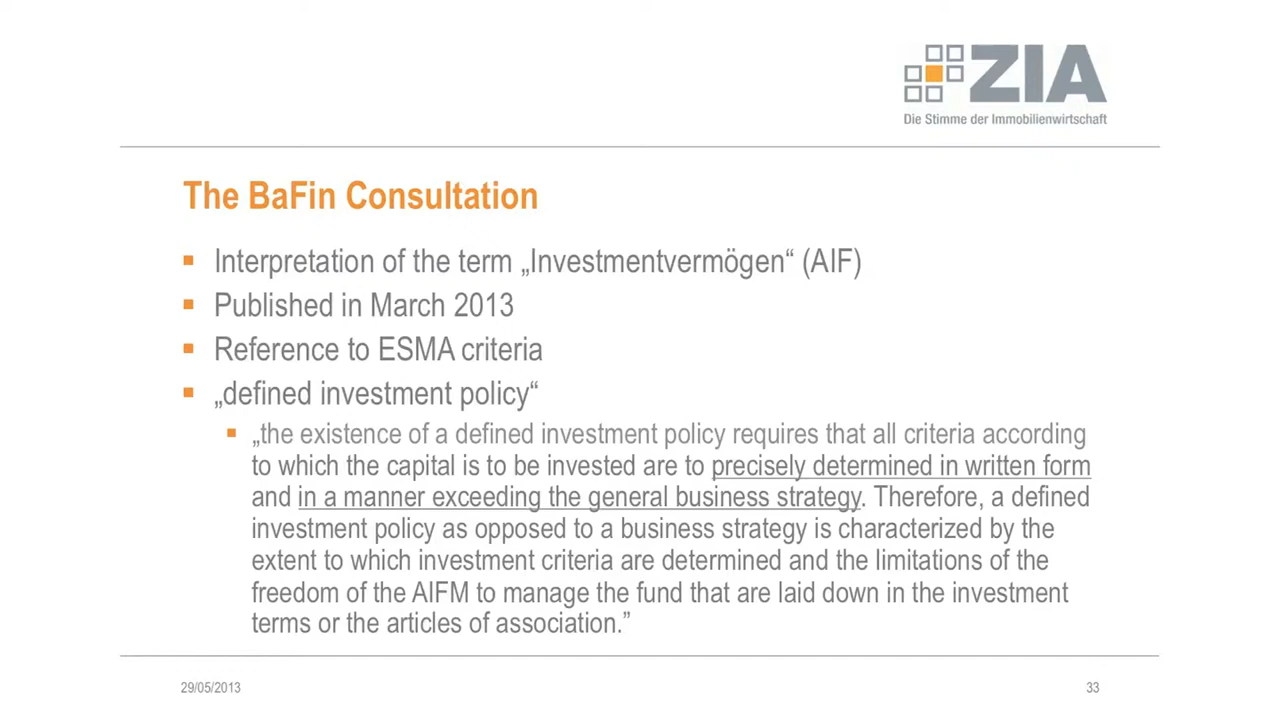 ZIA
Die Stimme der Immobilienwirtschaft
The BaFin Consultation
Interpretation of the term „Investmentvermögen“ (AIF)
Published in March 2013
Reference to ESMA criteria
„defined investment policy“
„the existence of a defined investment policy requires that all criteria according
to which the capital is to be invested are to precisely determined in written form
and in a manner exceeding the general business strategy. Therefore, a defined
investment policy as opposed to a business strategy is characterized by the
extent to which investment criteria are determined and the limitations of the
freedom of the AIFM to manage the fund that are laid down in the investment
terms or the articles of association.”
29/05/2013
33